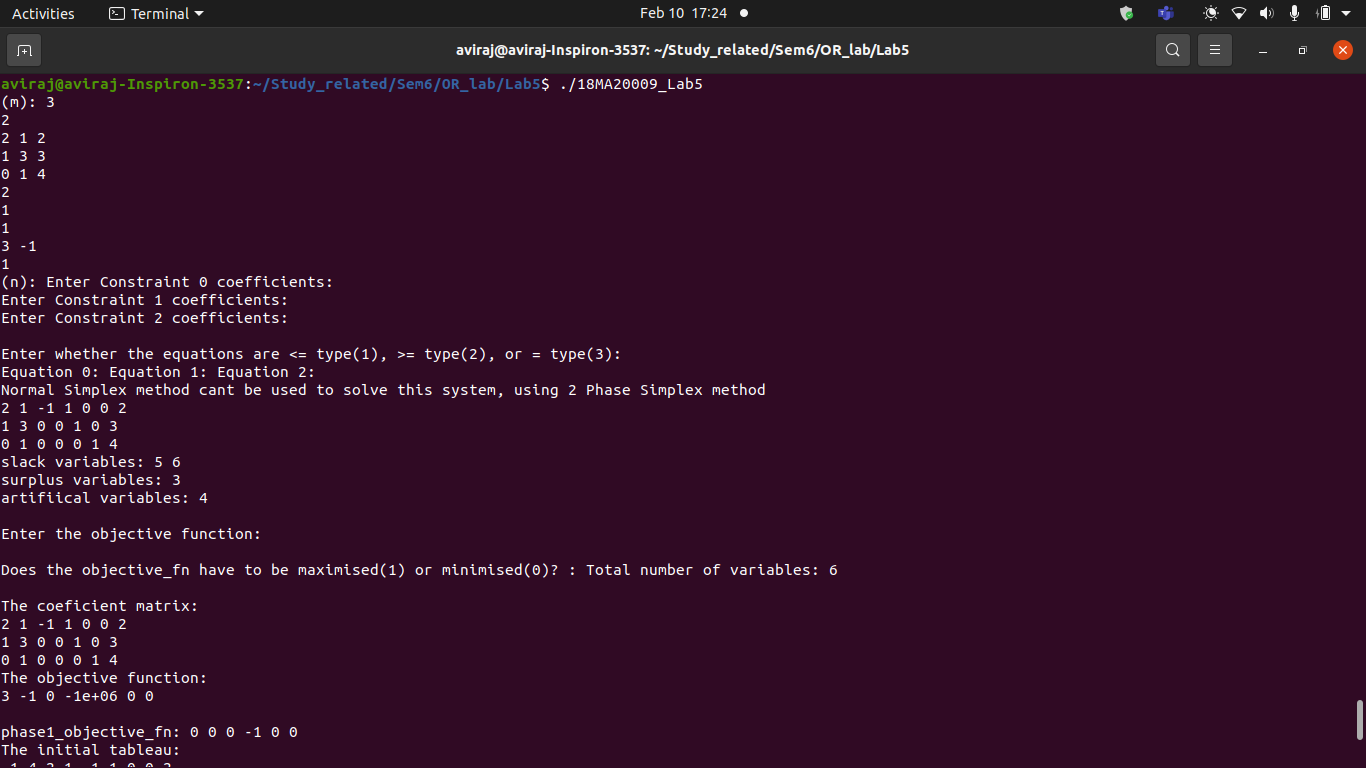 Activities Terminal Feb 10 17:24
aviraj@aviraj-Inspiron-3537: ~/Study_related/Sem6/OR_lab/Lab5
aviraj@aviraj-Inspiron-3537:~/Study_related/Sem6/OR_lab/Lab5$ ./18MA20009_Lab5
(m): 3
2
2 1 2
1 3 3
0 1 4
2
1
1
3 -1
1
(n): Enter Constraint 0 coefficients:
Enter Constraint 1 coefficients:
Enter Constraint 2 coefficients:
Enter whether the equations are <= type(1), >= type(2), or = type(3):
Equation 0: Equation 1: Equation 2:
Normal Simplex method cant be used to solve this system, using 2 Phase Simplex method
2 1 -1 1 0 0 2
1 3 0 0 1 0 3
0 1 0 0 0 1 4
slack variables: 5 6
surplus variables: 3
artifiical variables: 4
Enter the objective function:
Does the objective_fn have to be maximised(1) or minimised(0)? : Total number of variables: 6
The coeficient matrix:
2 1 -1 1 0 0 2
1 3 0 0 1 0 3
0 1 0 0 0 1 4
The objective function:
3 -1 0 -1e+06 0 0
phase1_objective_fn: 0 0 0 -1 0 0
The initial tableau: